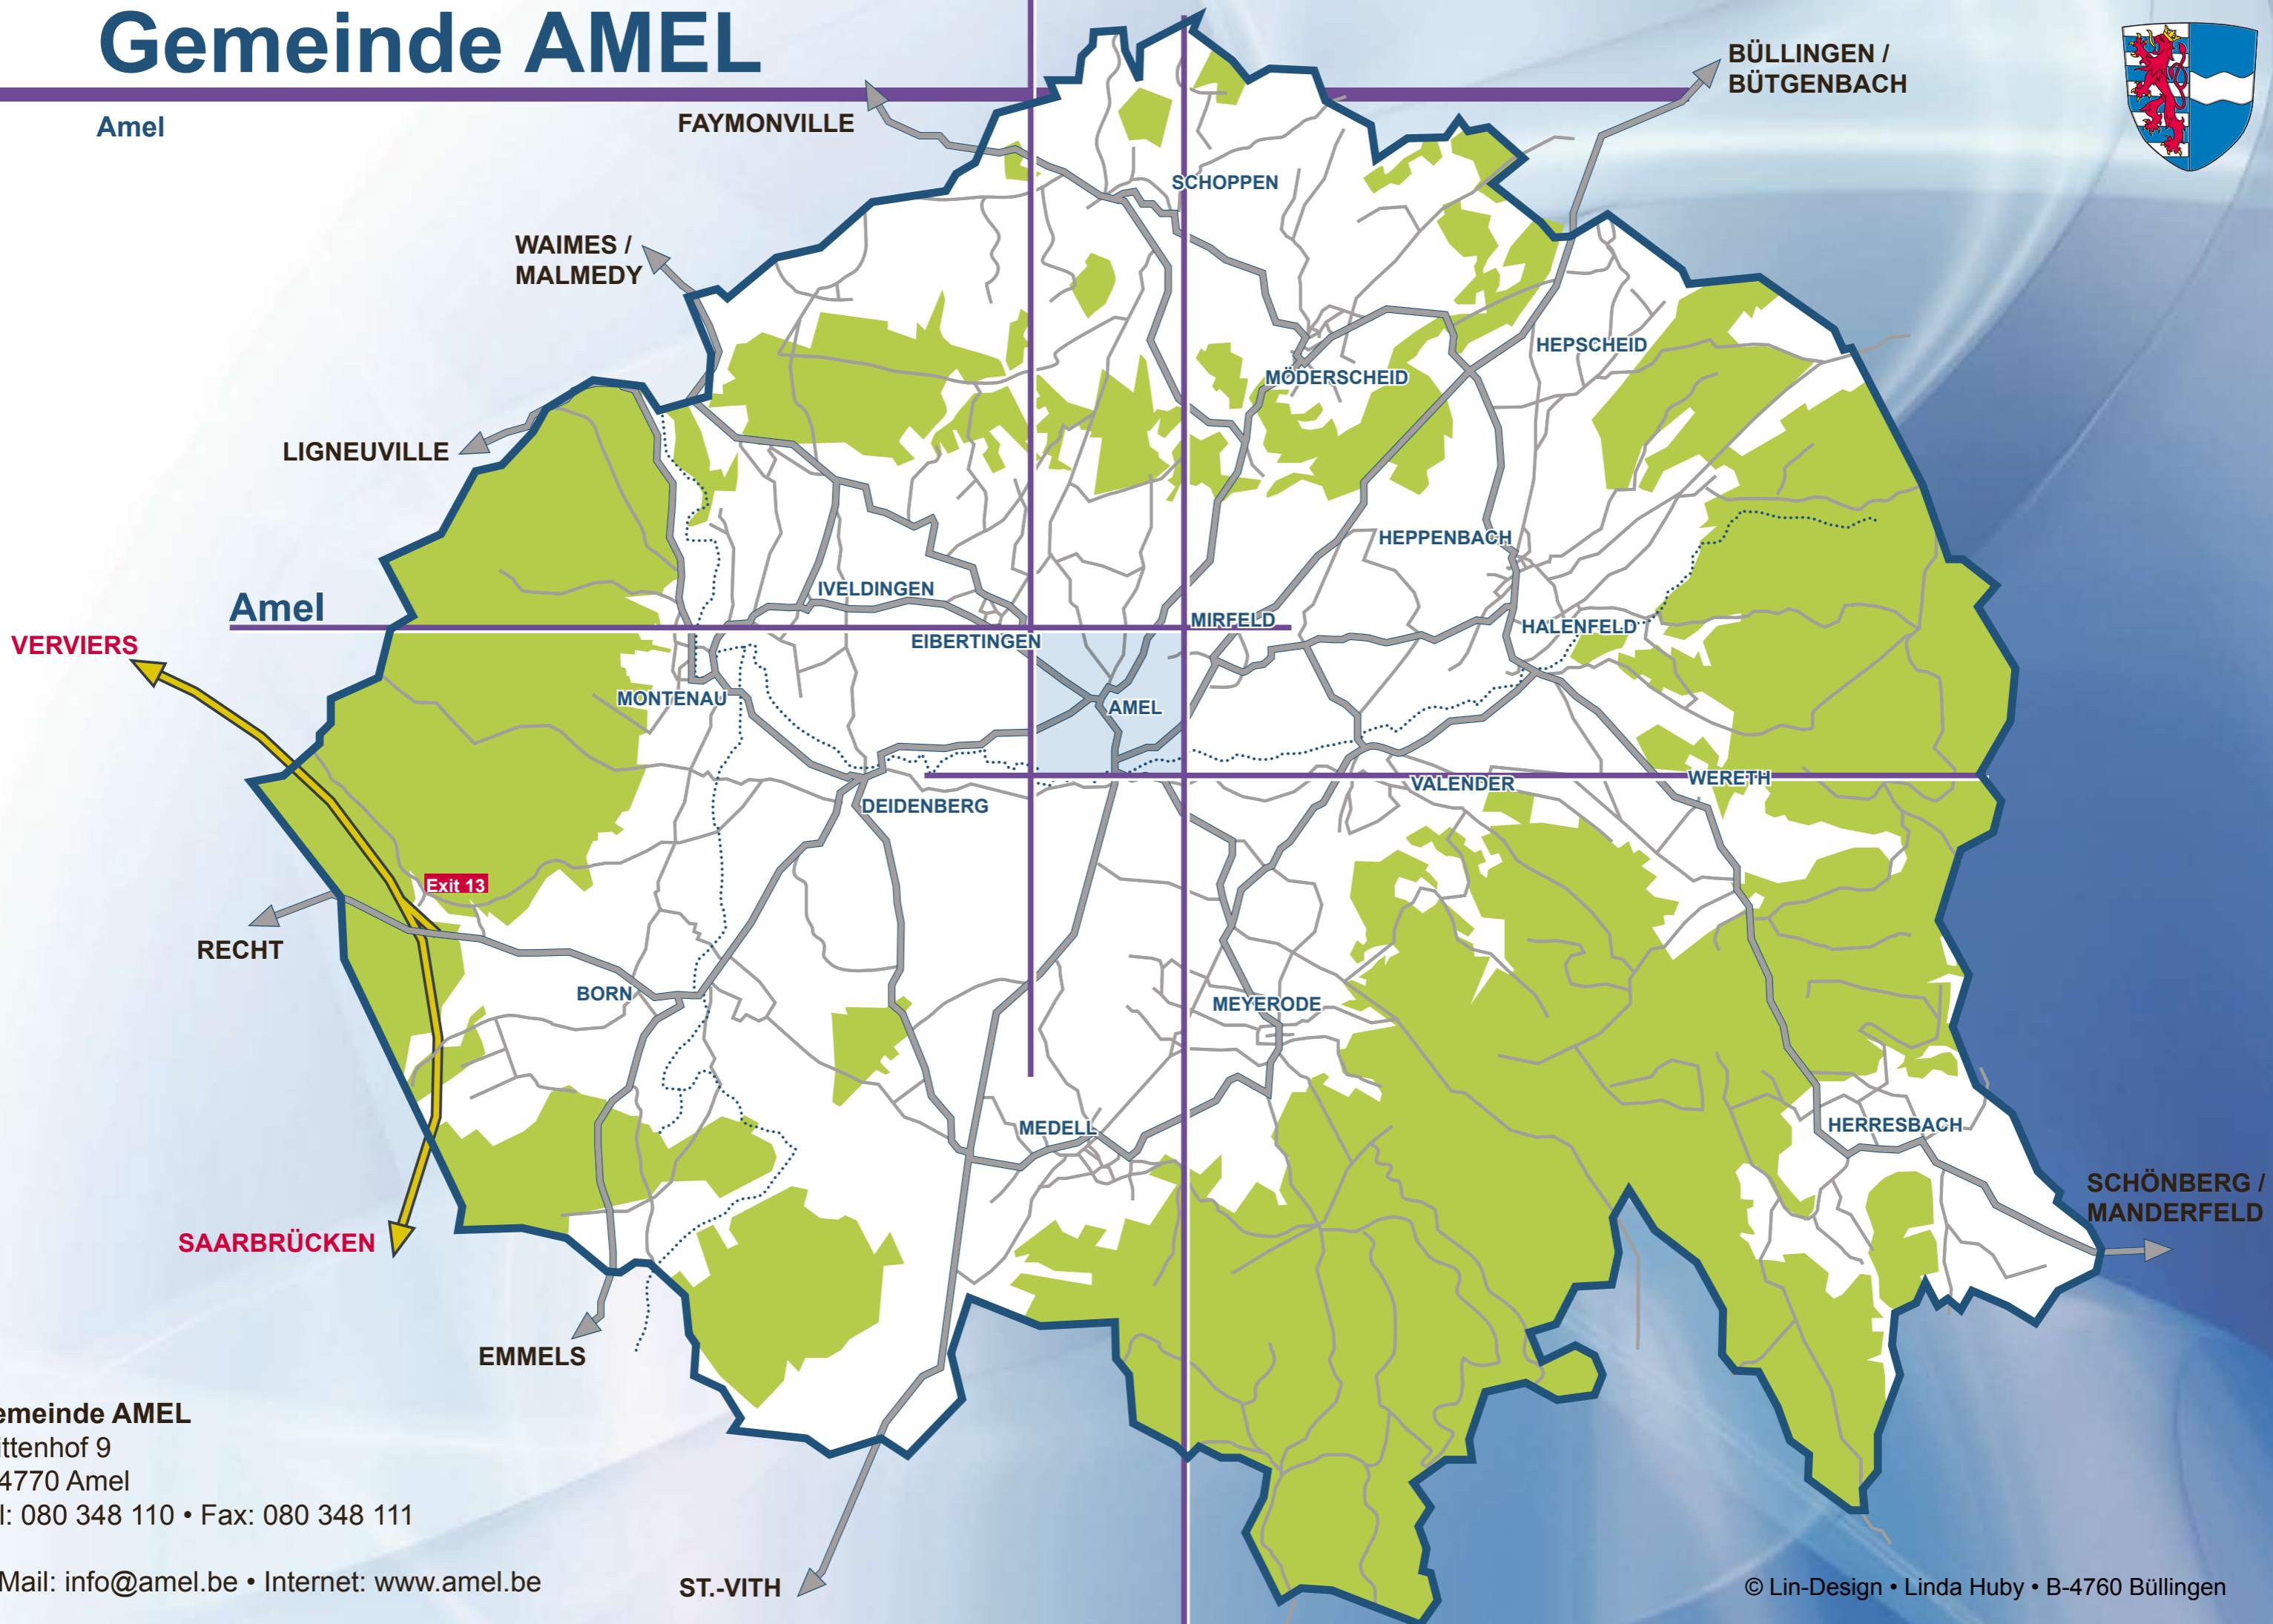 Gemeinde AMEL
Amel
FAYMONVILLE
BÜLLINGEN /
BÜTGENBACH
SCHOPPEN
WAIMES /
MALMEDY
HEPSCHEID
MÖDERSCHEID
LIGNEUVILLE
HEPPENBACH
IVELDINGEN
Amel
MIRFELD
HALENFELD
VERVIERS
EIBERTINGEN
MONTENAU
AMEL
WERETH
VALENDER
DEIDENBERG
Exit 13
RECHT
BORN
MEYERODE
MEDELL
HERRESBACH
SCHÖNBERG /
MANDERFELD
SAARBRÜCKEN
EMMELS
emeinde AMEL
ittenhof 9
4770 Amel
l: 080 348 110 • Fax: 080 348 111
Mail: info@amel.be • Internet: www.amel.be
ST.-VITH
© Lin-Design • Linda Huby • B-4760 Büllingen